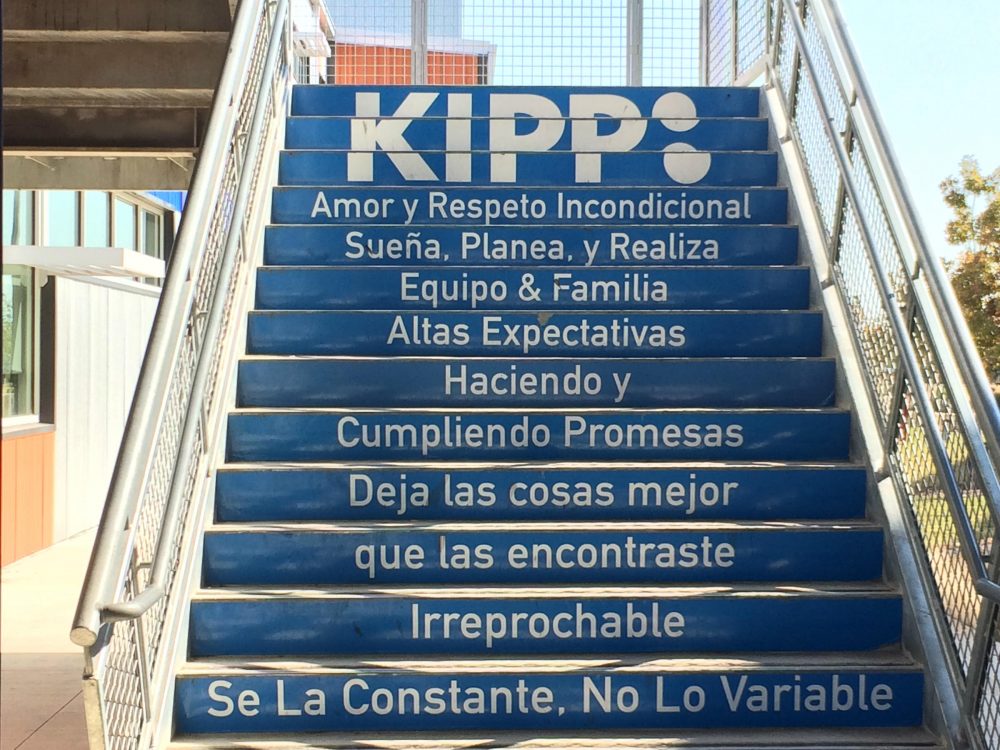 KIPP:
Amor y Respeto Incondicional
Sueña, Planea, y Realiza
Equipo & Familia
Altas Expectativas
Haciendo y
Cumpliendo Promesas
Deja las cosas mejor
que las encontraste
Irreprochable
Se La Constante, No Lo Variable